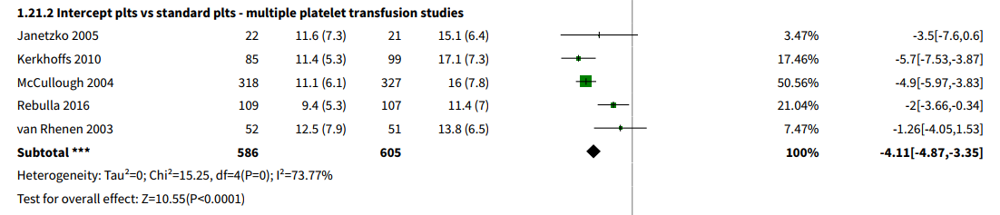 1.21.2 Intercept plts vs standard plts - multiple platelet transfusion studies
Janetzko 2005 22 11.6 (7.3) 21 15.1 (6.4) 3.47% -3.5[-7.6,0.6]
Kerkhoffs 2010 85 11.4 (5.3) 99 17.1 (7.3) 17.46% -5.7[-7.53,-3.87]
McCullough 2004 318 11.1 (6.1) 327 16 (7.8) 50.56% -4.9[-5.97,-3.83]
Rebulla 2016 109 9.4 (5.3) 107 11.4 (7) 21.04% -2[-3.66,-0.34]
van Rhenen 2003 52 12.5 (7.9) 51 13.8 (6.5) 7.47% -1.26[-4.05,1.53]
Subtotal *** 586 605 100% -4.11[-4.87,-3.35]
Heterogeneity: Tau²=0; Chi²=15.25, df=4(P=0); I²=73.77%
Test for overall effect: Z=10.55(P<0.0001)